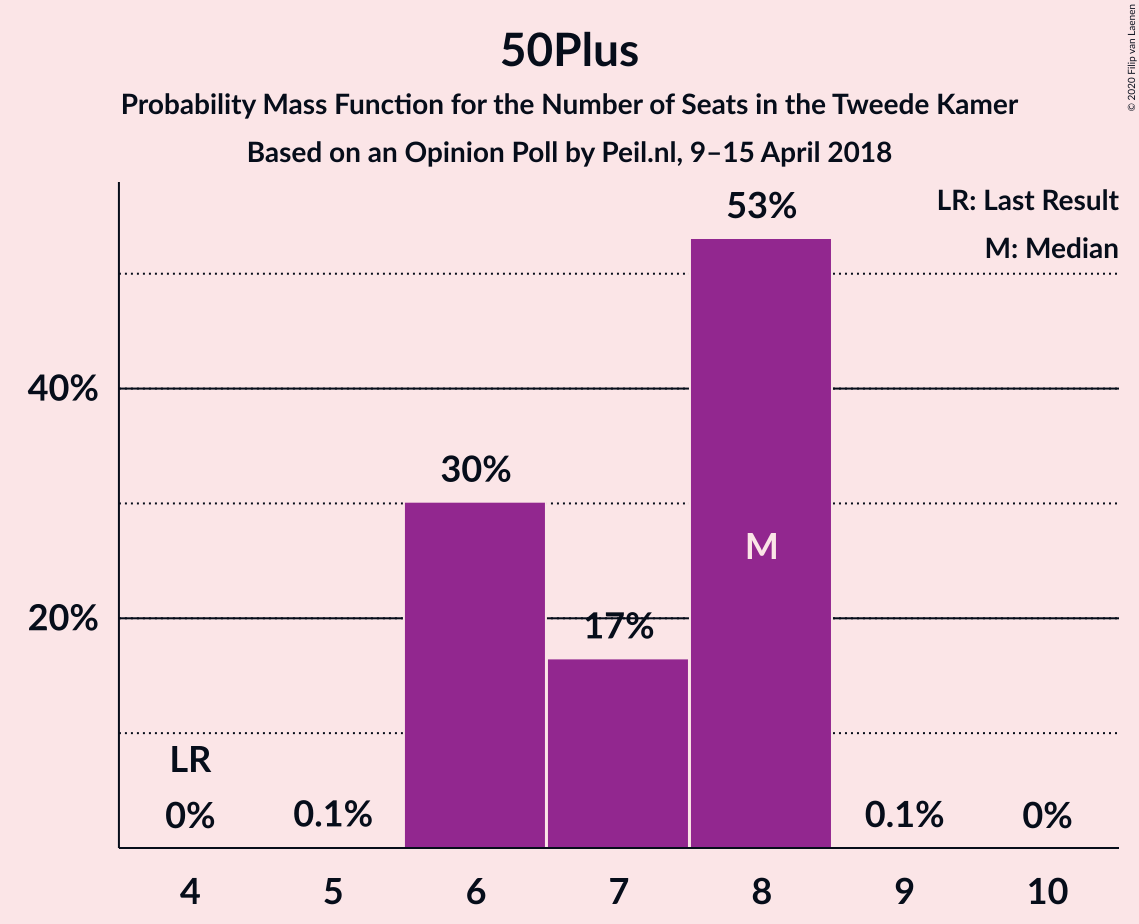 50Plus
Probability Mass Function for the Number of Seats in the Tweede Kamer
Based on an Opinion Poll by Peil.nl, 9–15 April 2018
© 2020 Filip van Laenen
LR: Last Result
M: Median
53%
40%
30%
M
20%
17%
LR
0%
0.1%
0.1%
0%
4
5
6
7
8
9
10